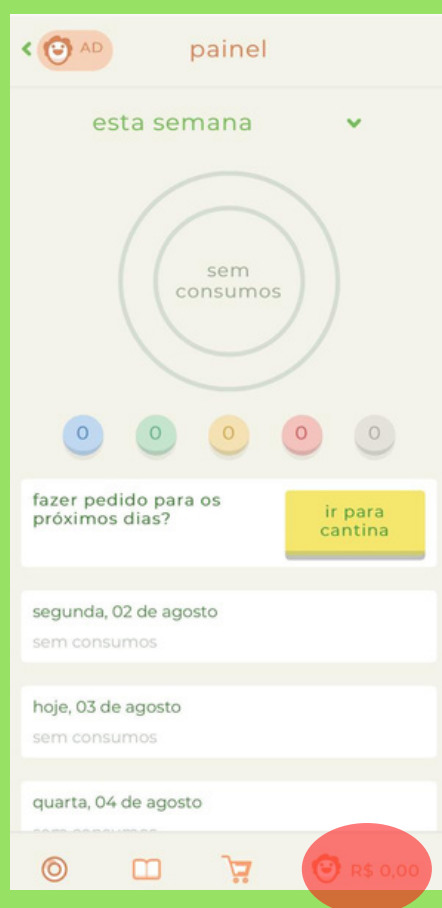 AD
painel
esta semana
sem
consumos
0 0 0 0 0
fazer pedido para os
próximos dias?
ir para
cantina
segunda, 02 de agosto
sem consumos
hoje, 03 de agosto
sem consumos
quarta, 04 de agosto
sem consumos
R$ 0,00